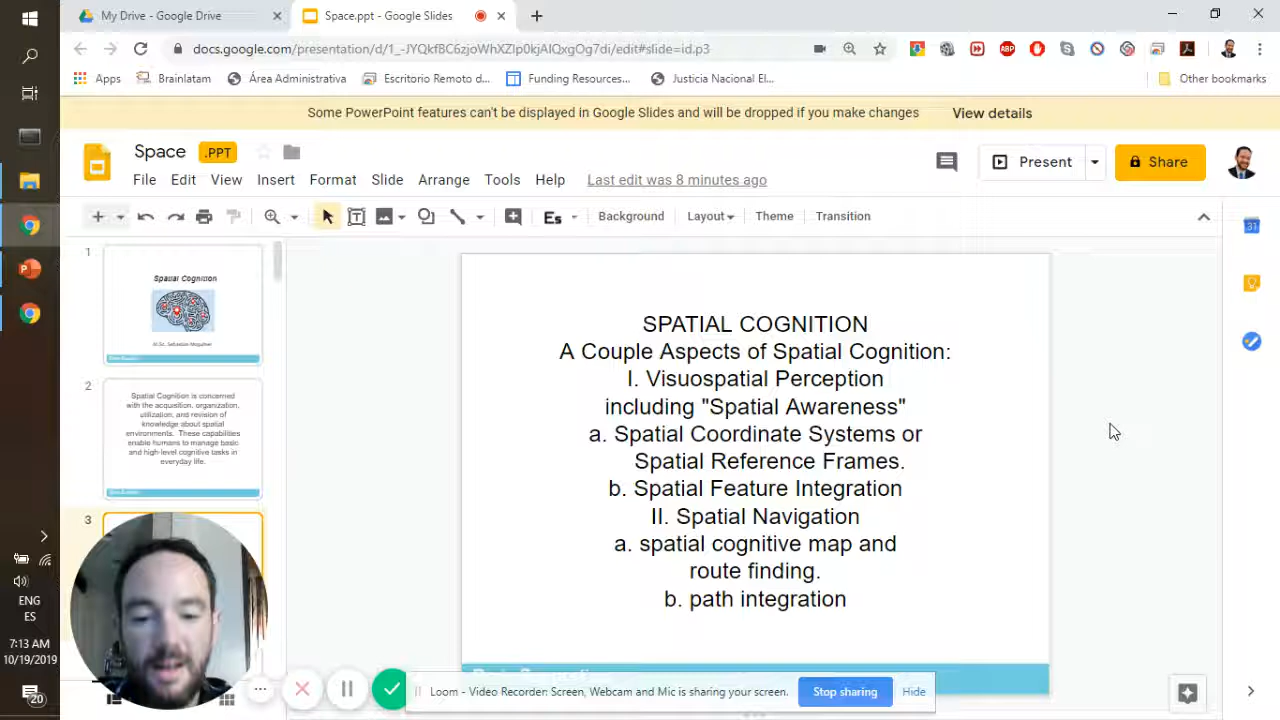 My Drive - Google Drive
Space.ppt - Google Slides
docs.google.com/presentation/d/1_-JYQkfBC6zjoWhXZIp0kjAIQxgOg7di/edit#slide=id.p3
ABP
Apps
Brainlatam
Área Administrativa
Escritorio Remoto d...
Funding Resources...
Justicia Nacional El...
Other bookmarks
Some PowerPoint features can't be displayed in Google Slides and will be dropped if you make changes
View details
Space
.PPT
Present
Share
File Edit View Insert Format Slide Arrange Tools Help
Last edit was 8 minutes ago
Es
Background Layout Theme Transition
31
1
Spatial Cognition
2
Spatial Cognition is concerned
with the acquisition, organization,
utilization, and revision of
knowledge about spatial
environments. These capabilities
enable humans to manage basic
and high-level cognitive tasks in
everyday life.
3
SPATIAL COGNITION
A Couple Aspects of Spatial Cognition:
I. Visuospatial Perception
including "Spatial Awareness"
a. Spatial Coordinate Systems or
Spatial Reference Frames.
b. Spatial Feature Integration
II. Spatial Navigation
a. spatial cognitive map and
route finding.
b. path integration
ENG
ES
7:13 AM
10/19/2019
20
Loom - Video Recorder: Screen, Webcam and Mic is sharing your screen.
Stop sharing
Hide